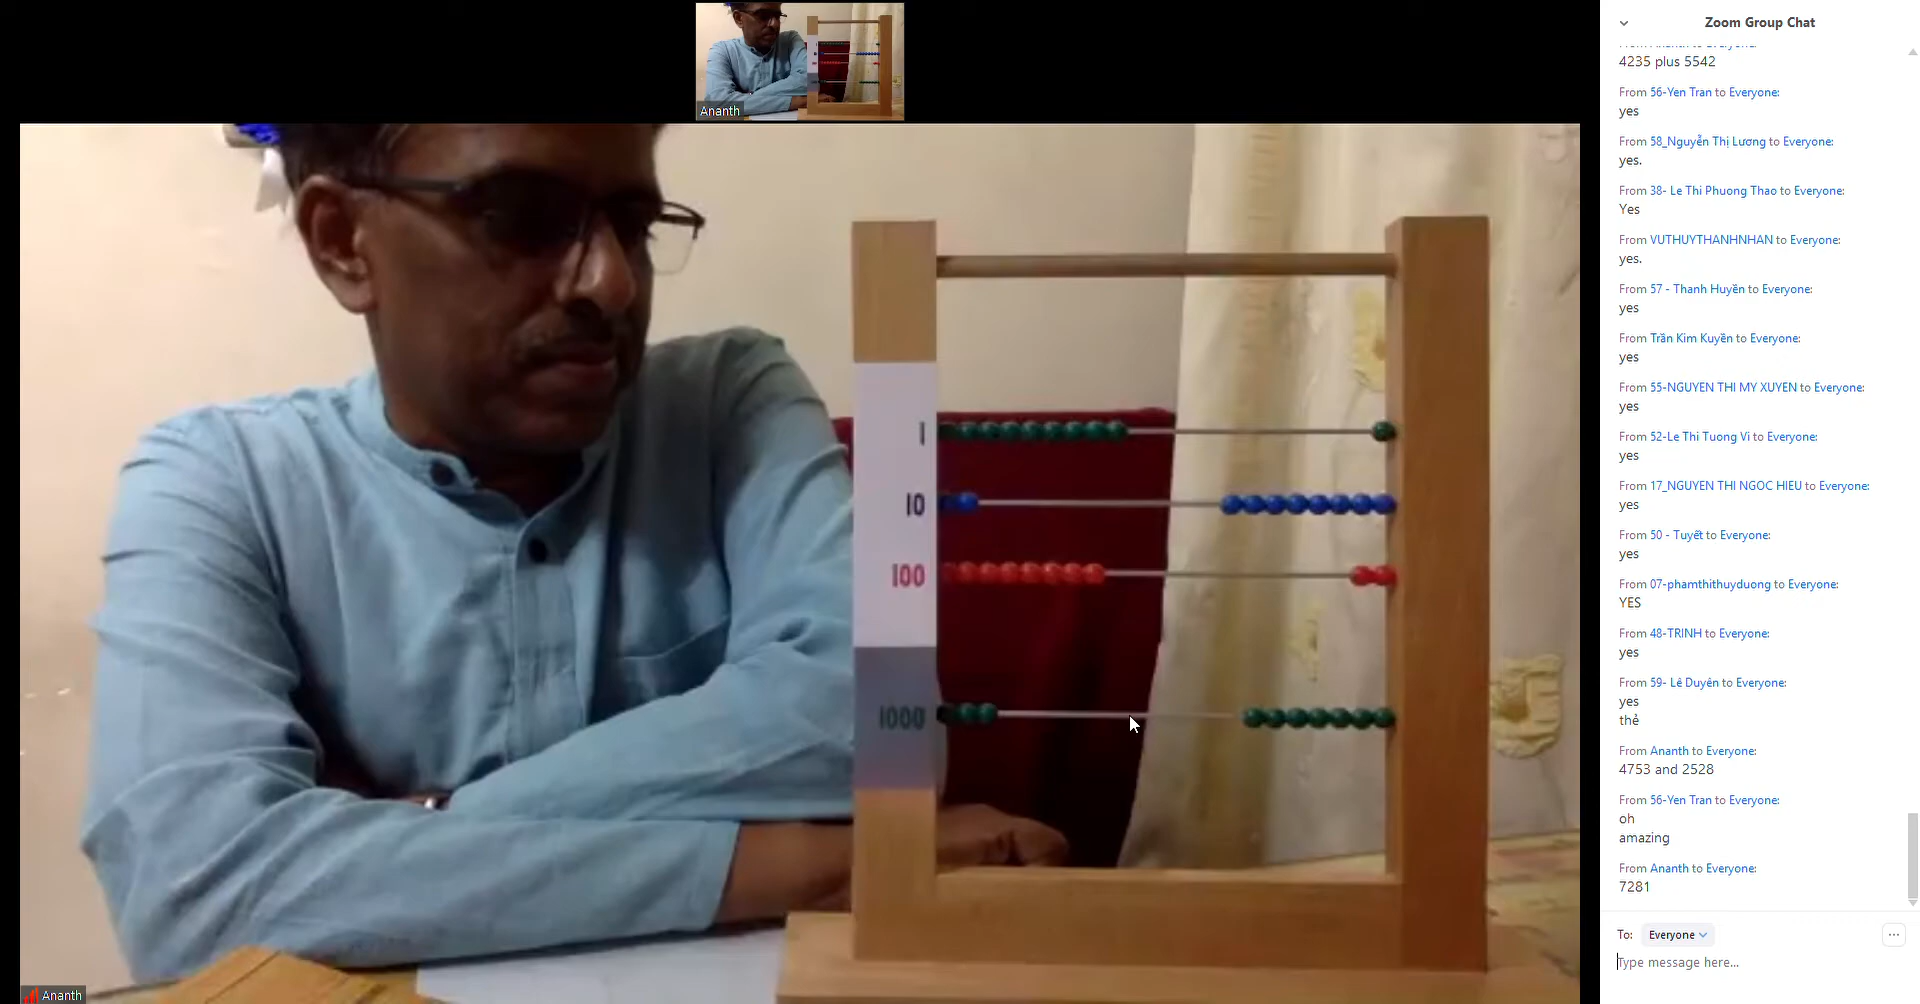 Ananth
1
10
100
1000
Ananth
Zoom Group Chat
4235 plus 5542
From 56-Yen Tran to Everyone:
yes
From 58_Nguyễn Thị Lương to Everyone:
yes.
From 38- Le Thi Phuong Thao to Everyone:
Yes
From VUTHUYTHANHNHAN to Everyone:
yes.
From 57 - Thanh Huyền to Everyone:
yes
From Trần Kim Kuyền to Everyone:
yes
From 55-NGUYEN THI MY XUYEN to Everyone:
yes
From 52-Le Thi Tuong Vi to Everyone:
yes
From 17_NGUYEN THI NGOC HIEU to Everyone:
yes
From 50 - Tuyết to Everyone:
yes
From 07-phamthithuyduong to Everyone:
YES
From 48-TRINH to Everyone:
yes
From 59- Lê Duyên to Everyone:
yes
thẻ
From Ananth to Everyone:
4753 and 2528
From 56-Yen Tran to Everyone:
oh
amazing
From Ananth to Everyone:
7281
To: Everyone
Type message here...